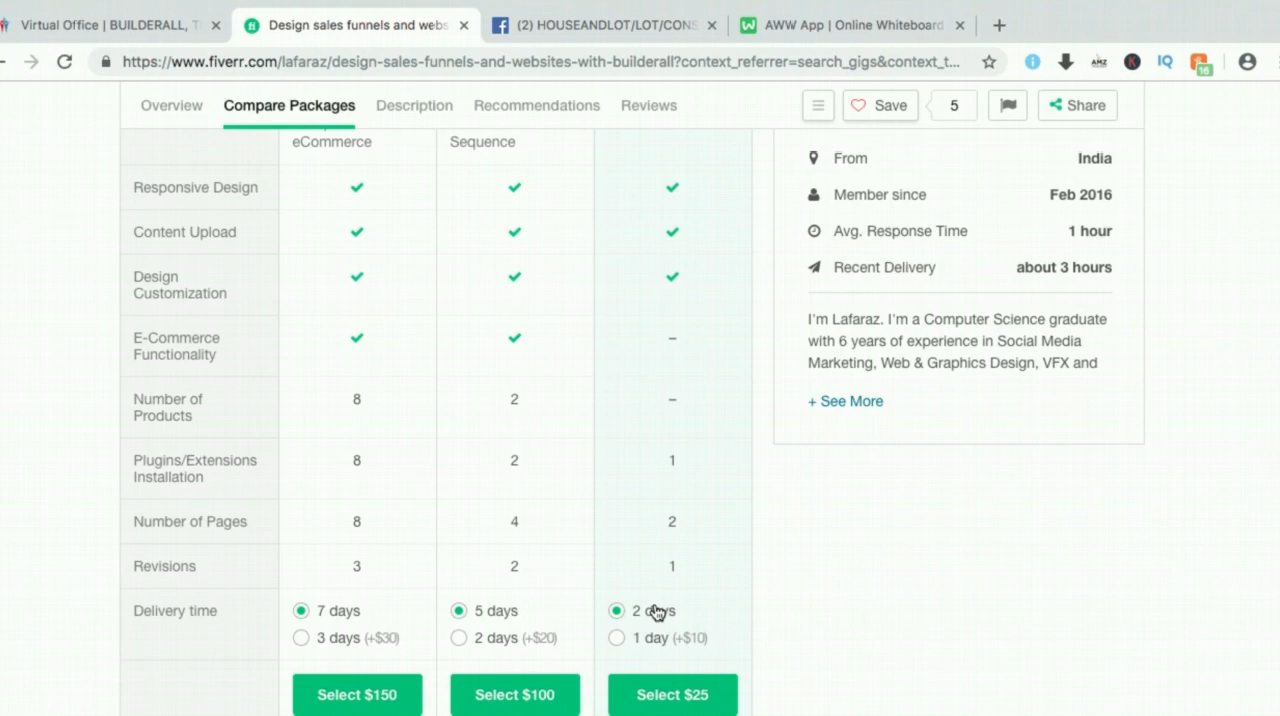 Virtual Office | BUILDERALL, T
Design sales funnels and webs
(2) HOUSEANDLOT/LOT/CONS
AWW App | Online Whiteboard
https://www.fiverr.com/lafaraz/design-sales-funnels-and-websites-with-builderall?context_referrer=search_gigs&context_t...
AMZ
K
IQ
16
Overview Compare Packages Description Recommendations Reviews
Save 5 Share
eCommerce Sequence
Responsive Design
Content Upload
Design
Customization
E-Commerce
Functionality
–
Number of
Products
8 2 –
Plugins/Extensions
Installation
8 2 1
Number of Pages 8 4 2
Revisions 3 2 1
Delivery time
7 days 5 days 2 days
3 days (+$30) 2 days (+$20) 1 day (+$10)
Select $150 Select $100 Select $25
From India
Member since Feb 2016
Avg. Response Time 1 hour
Recent Delivery about 3 hours
I'm Lafaraz. I'm a Computer Science graduate
with 6 years of experience in Social Media
Marketing, Web & Graphics Design, VFX and
+ See More